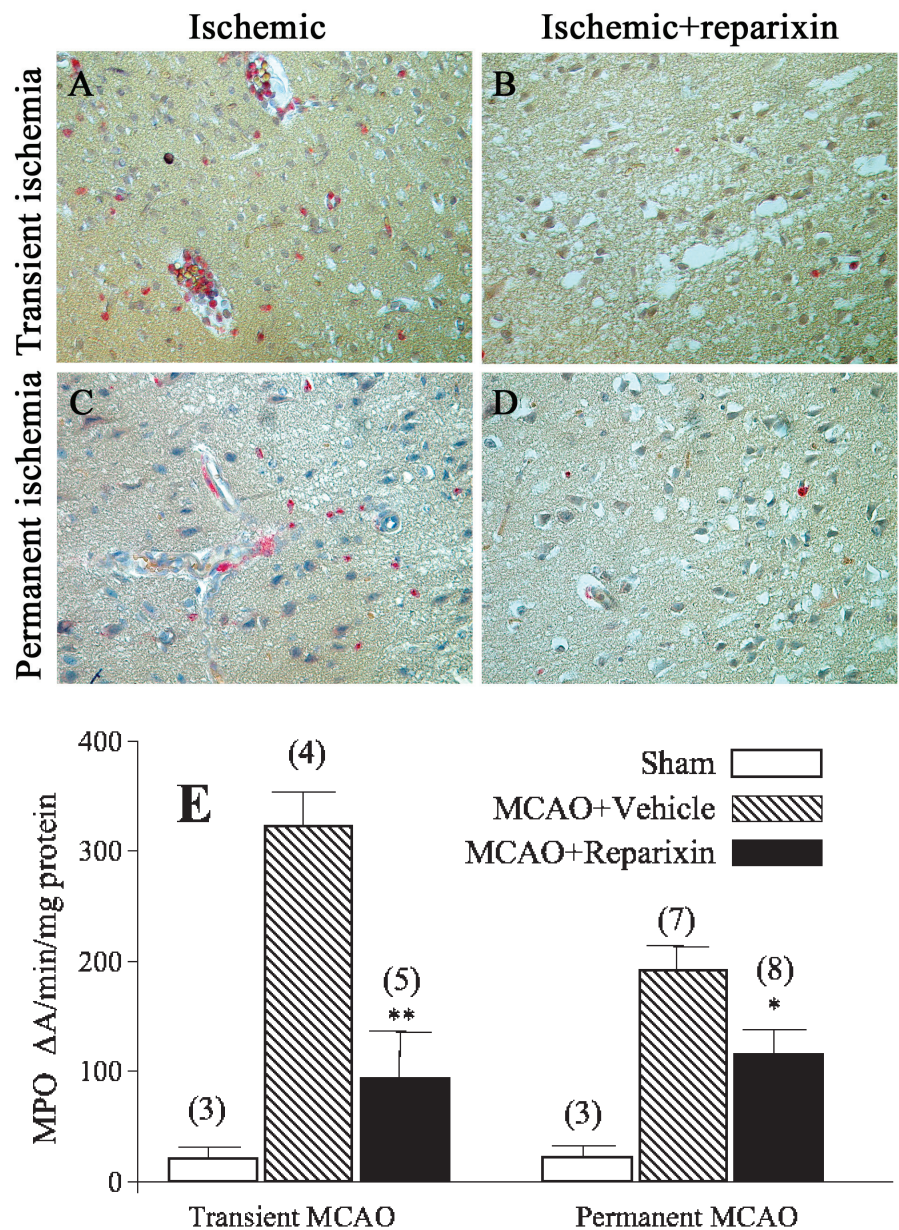 Ischemic
Ischemic+reparixin
Transient ischemia
A
B
Permanent ischemia
C
D
E
MPO ΔA/min/mg protein
400
300
200
100
0
(3)
(4)
(5)
**
(3)
(7)
(8)
*
Sham
MCAO+Vehicle
MCAO+Reparixin
Transient MCAO
Permanent MCAO